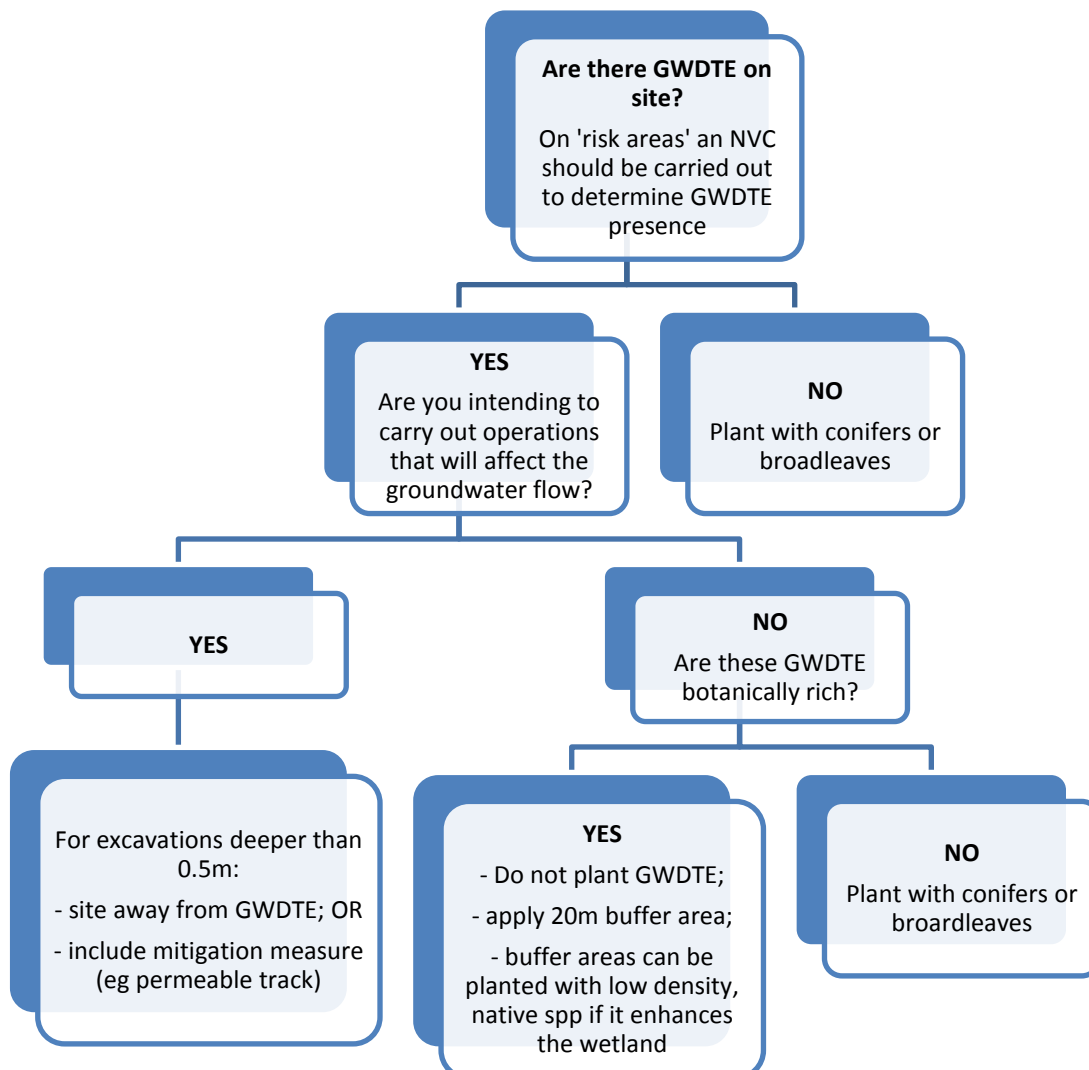 Are there GWDTE on
site?
On 'risk areas' an NVC
should be carried out
to determine GWDTE
presence
YES
Are you intending to
carry out operations
that will affect the
groundwater flow?
NO
Plant with conifers or
broadleaves
YES
NO
Are these GWDTE
botanically rich?
For excavations deeper than
0.5m:
- site away from GWDTE; OR
- include mitigation measure
(eg permeable track)
YES
- Do not plant GWDTE;
- apply 20m buffer area;
- buffer areas can be
planted with low density,
native spp if it enhances
the wetland
NO
Plant with conifers or
broardleaves